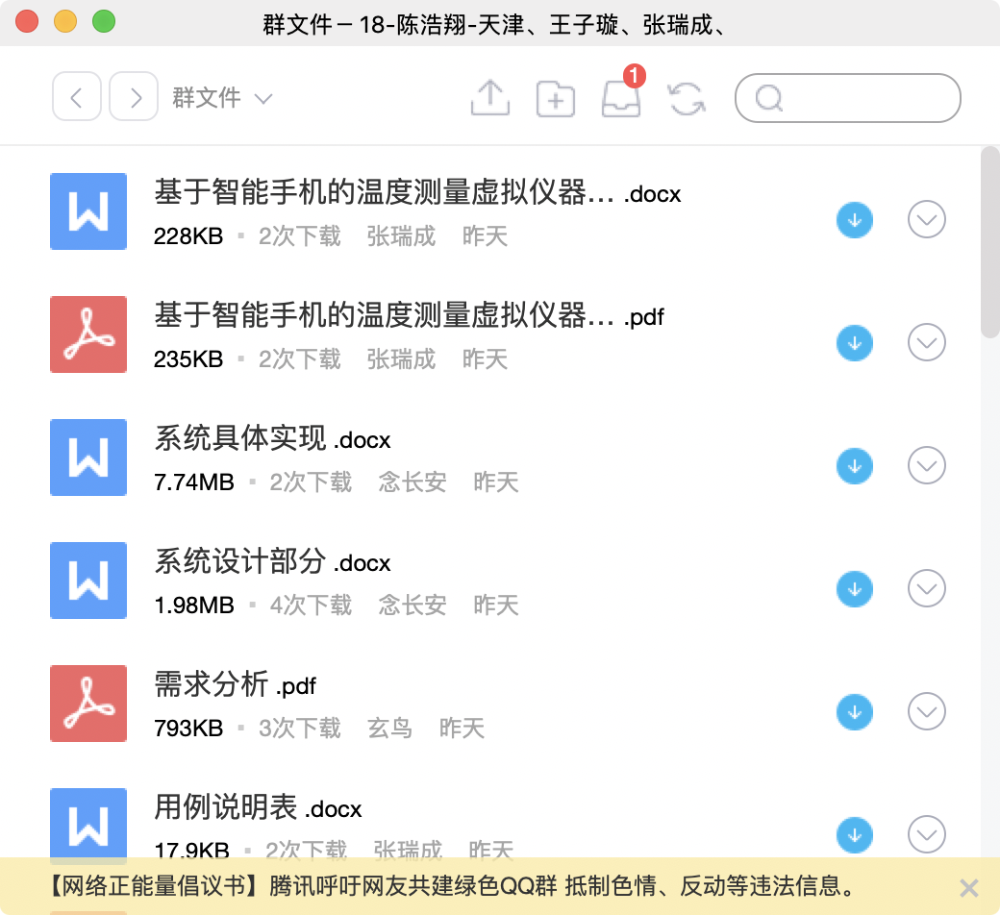 群文件－18-陈浩翔-天津、王子璇、张瑞成、
群文件
1
基于智能手机的温度测量虚拟仪器... .docx
228KB 2次下载 张瑞成 昨天
基于智能手机的温度测量虚拟仪器... .pdf
235KB 2次下载 张瑞成 昨天
系统具体实现 .docx
7.74MB 2次下载 念长安 昨天
系统设计部分 .docx
1.98MB 4次下载 念长安 昨天
需求分析 .pdf
793KB 3次下载 玄鸟 昨天
用例说明表 .docx
17.9KB 2次下载 张瑞成 昨天
【网络正能量倡议书】腾讯呼吁网友共建绿色QQ群 抵制色情、反动等违法信息。